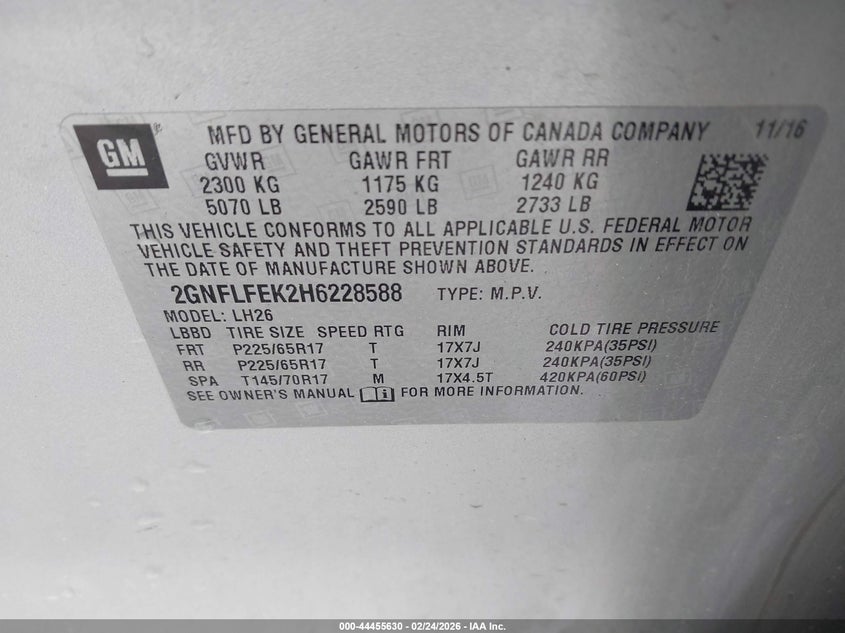 GM
MFD BY GENERAL MOTORS OF CANADA COMPANY 11/16
GVWR GAWR FRT GAWR RR
2300 KG 1175 KG 1240 KG
5070 LB 2590 LB 2733 LB
THIS VEHICLE CONFORMS TO ALL APPLICABLE U.S. FEDERAL MOTOR
VEHICLE SAFETY AND THEFT PREVENTION STANDARDS IN EFFECT ON
THE DATE OF MANUFACTURE SHOWN ABOVE.
2GNFLFEK2H6228588 TYPE: M.P.V.
MODEL: LH26
LBBD TIRE SIZE SPEED RTG RIM COLD TIRE PRESSURE
FRT P225/65R17 T 17X7J 240KPA(35PSI)
RR P225/65R17 T 17X7J 240KPA(35PSI)
SPA T145/70R17 M 17X4.5T 420KPA(60PSI)
SEE OWNER'S MANUAL i FOR MORE INFORMATION.
000-44455630 - 02/24/2026 - IAA Inc.